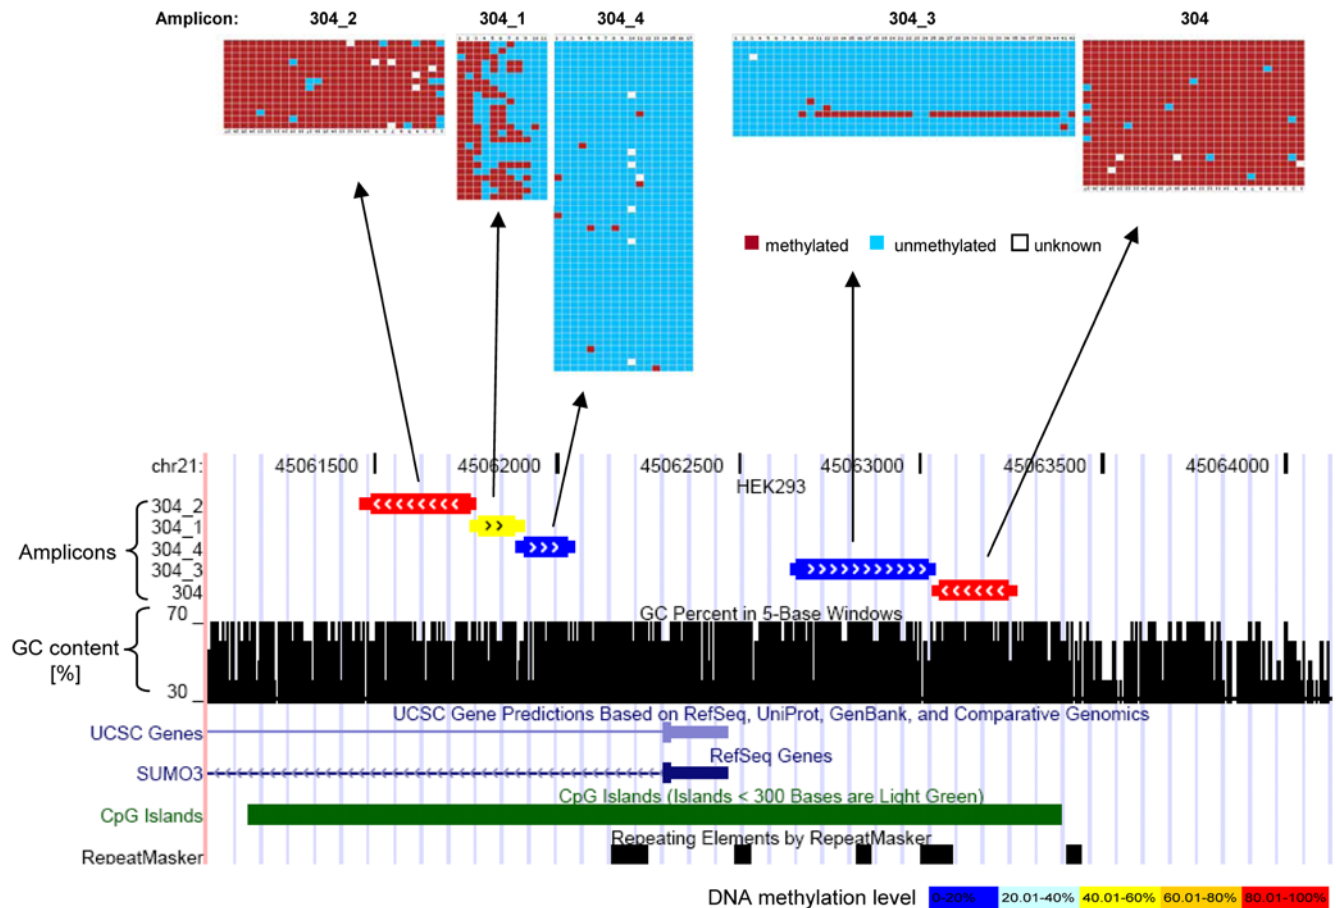 Amplicon: 304_2 304_1 304_4 304_3 304
methylated unmethylated unknown
chr21: 45061500 45062000 45062500 45063000 45063500 45064000
HEK293
Amplicons
304_2
304_1
304_4
304_3
304
GC content
[%]
70
GC Percent in 5-Base Windows
30
UCSC Gene Predictions Based on RefSeq, UniProt, GenBank, and Comparative Genomics
UCSC Genes
RefSeq Genes
SUMO3
CpG Islands (Islands < 300 Bases are Light Green)
CpG Islands
Repeating Elements by RepeatMasker
RepeatMasker
DNA methylation level 0-20% 20.01-40% 40.01-60% 60.01-80% 80.01-100%